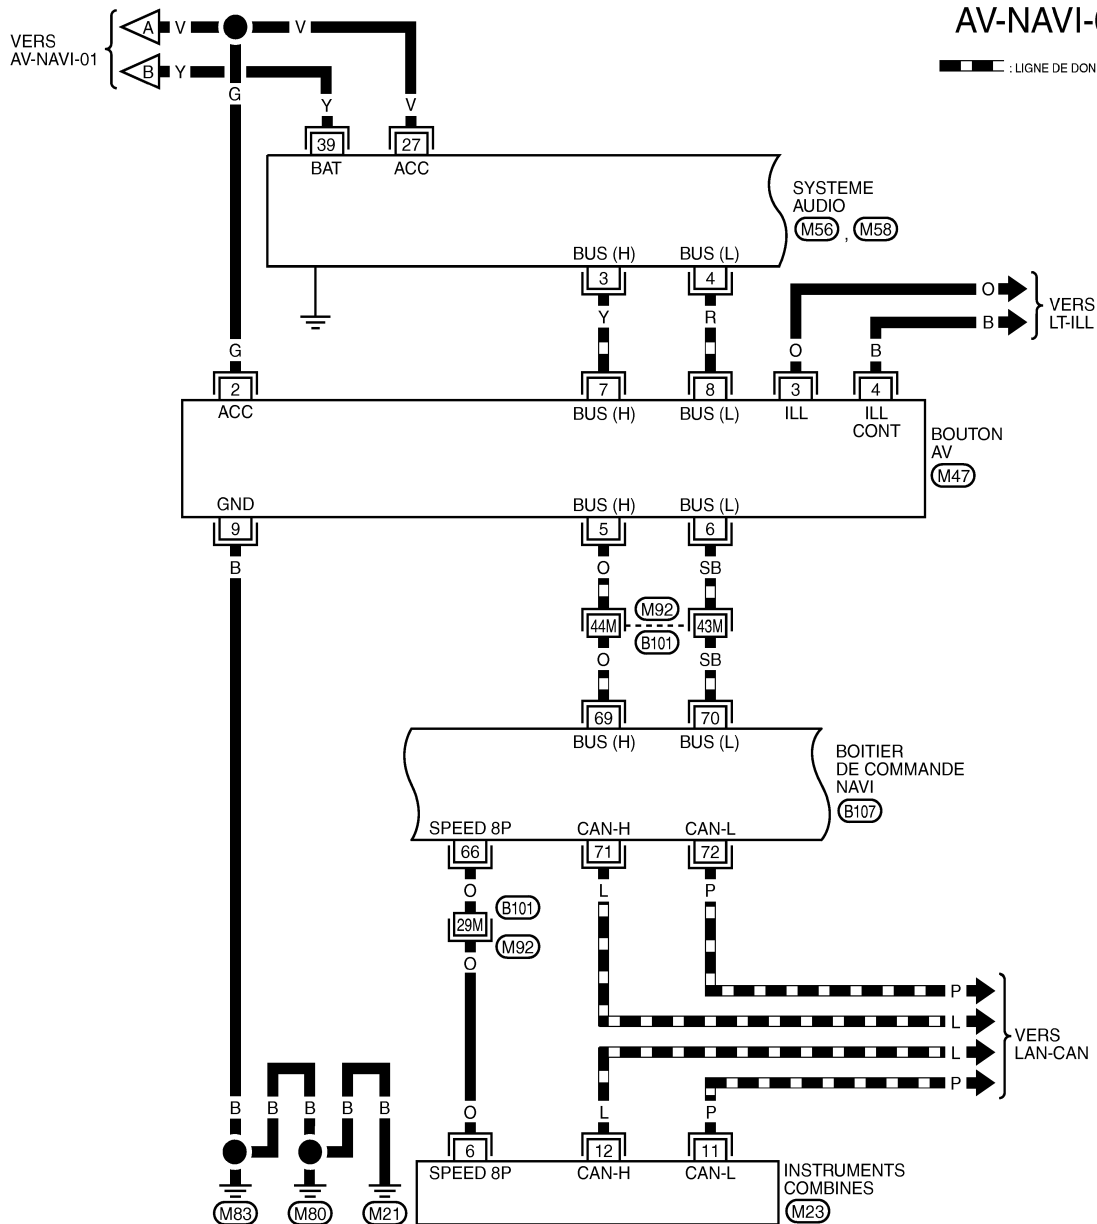 AV-NAVI-0
: LIGNE DE DON
VERS
AV-NAVI-01
A V V
B Y
G Y V
39 27
BAT ACC
SYSTEME
AUDIO
M56 , M58
BUS (H) BUS (L)
3 4
Y R
O
B
VERS
LT-ILL
G O B
2 7 8 3 4
ACC BUS (H) BUS (L) ILL ILL
CONT
BOUTON
AV
M47
GND BUS (H) BUS (L)
9 5 6
B O SB
M92
44M 43M
B101
O SB
69 70
BUS (H) BUS (L)
BOITIER
DE COMMANDE
NAVI
B107
SPEED 8P CAN-H CAN-L
66 71 72
O L P
B101
29M
M92
O
P
L
L
P
VERS
LAN-CAN
B B B B B O L P
6 12 11
SPEED 8P CAN-H CAN-L
INSTRUMENTS
COMBINES
M23
M83 M80 M21